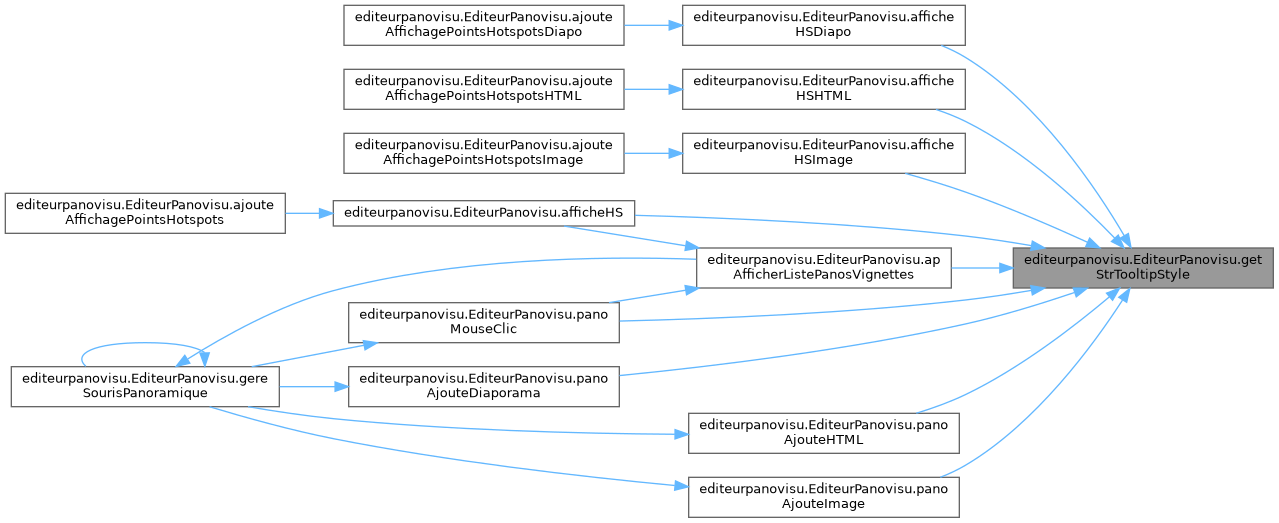 editeurpanovisu.EditeurPanovisu.ajoute
AffichagePointsHotspotsDiapo
editeurpanovisu.EditeurPanovisu.affiche
HSDiapo
editeurpanovisu.EditeurPanovisu.ajoute
AffichagePointsHotspotsHTML
editeurpanovisu.EditeurPanovisu.affiche
HSHTML
editeurpanovisu.EditeurPanovisu.ajoute
AffichagePointsHotspotsImage
editeurpanovisu.EditeurPanovisu.affiche
HSImage
editeurpanovisu.EditeurPanovisu.ajoute
AffichagePointsHotspots
editeurpanovisu.EditeurPanovisu.afficheHS
editeurpanovisu.EditeurPanovisu.ap
AfficherListePanosVignettes
editeurpanovisu.EditeurPanovisu.get
StrTooltipStyle
editeurpanovisu.EditeurPanovisu.pano
MouseClic
editeurpanovisu.EditeurPanovisu.gere
SourisPanoramique
editeurpanovisu.EditeurPanovisu.pano
AjouteDiaporama
editeurpanovisu.EditeurPanovisu.pano
AjouteHTML
editeurpanovisu.EditeurPanovisu.pano
AjouteImage